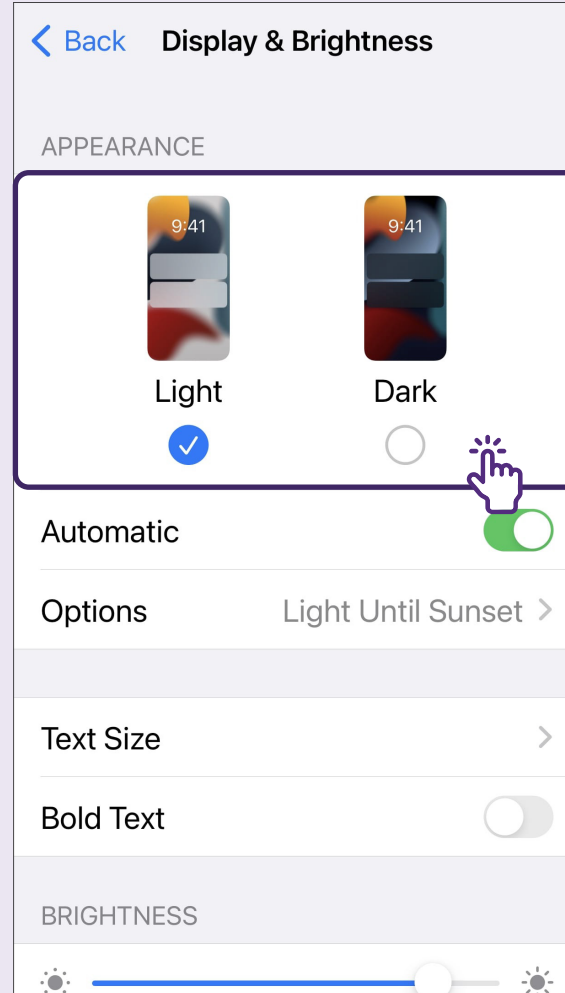 Back Display & Brightness
APPEARANCE
9:41 9:41
Light Dark
Automatic
Options Light Until Sunset
Text Size
Bold Text
BRIGHTNESS